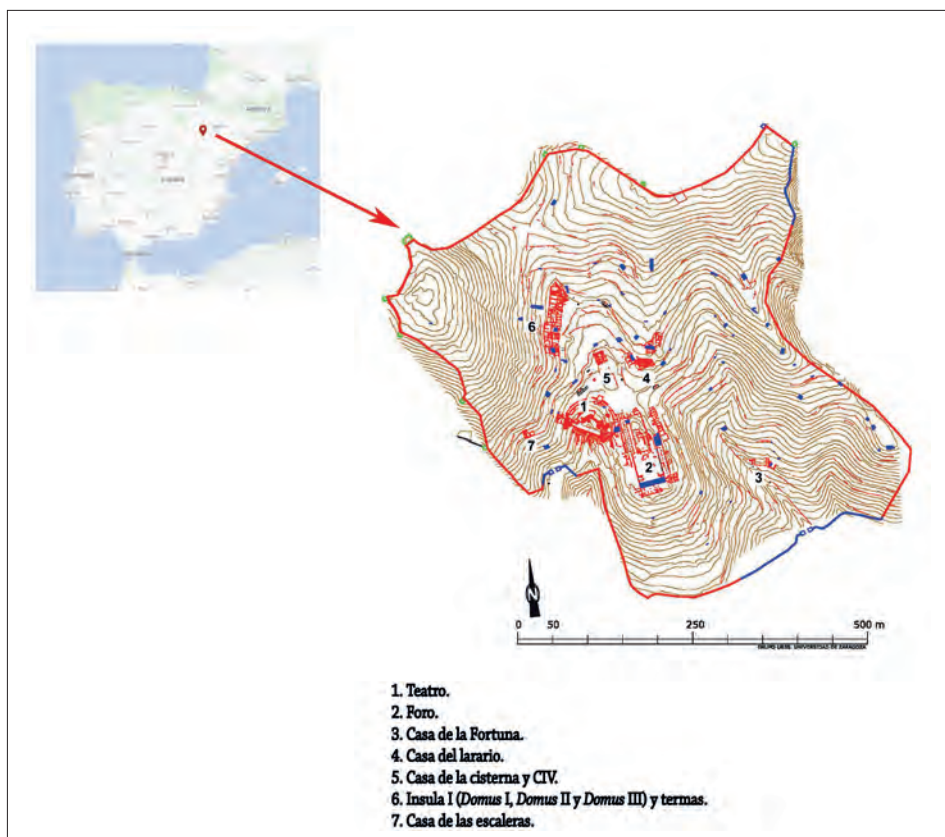 6
5
4
1
7
2
3
N
0 50 250 500 m
1. Teatro.
2. Foro.
3. Casa de la Fortuna.
4. Casa del larario.
5. Casa de la cisterna y CIV.
6. Insula I (Domus I, Domus II y Domus III) y termas.
7. Casa de las escaleras.